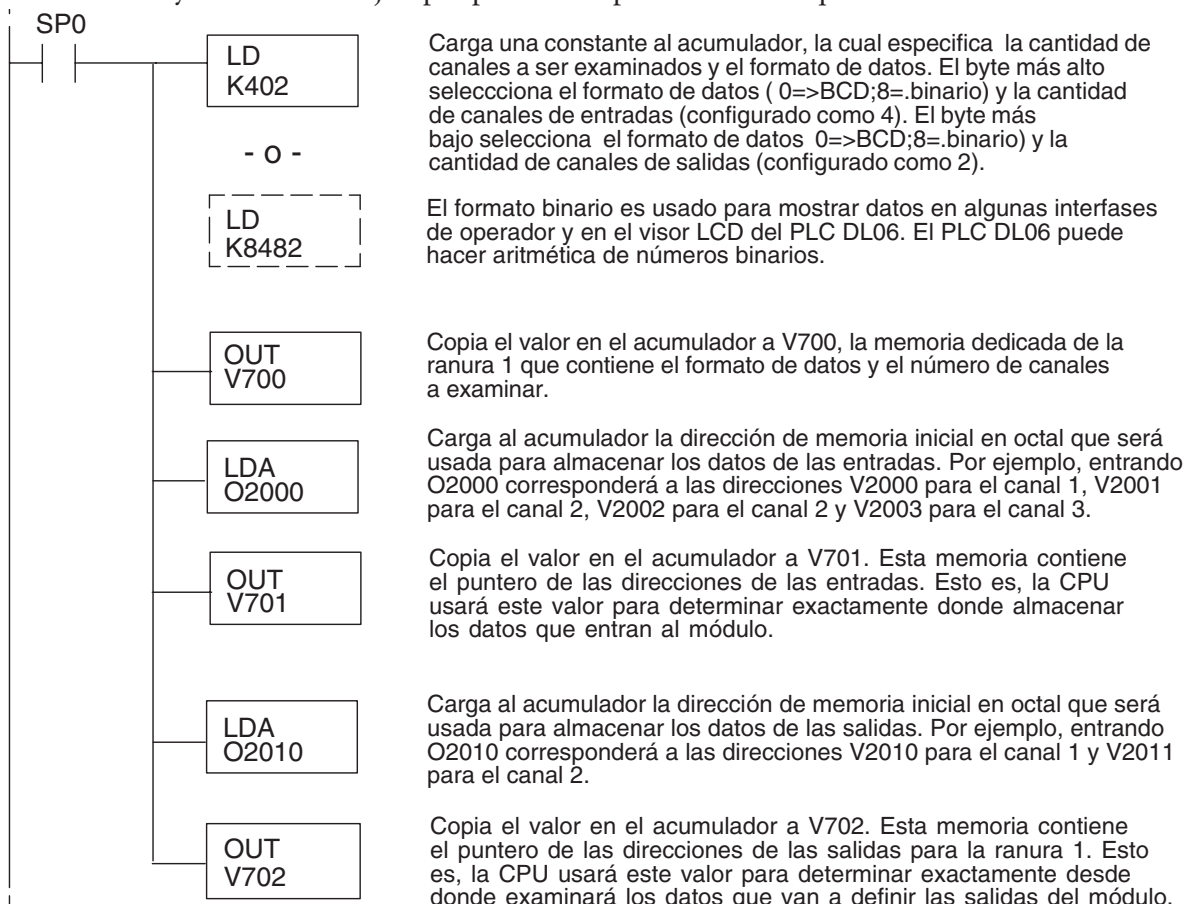 SP0
LD
K402
Carga una constante al acumulador, la cual especifica la cantidad de
canales a ser examinados y el formato de datos. El byte más alto
seleccciona el formato de datos ( 0=>BCD;8=.binario) y la cantidad
de canales de entradas (configurado como 4). El byte más
bajo selecciona el formato de datos 0=>BCD;8=.binario) y la
cantidad de canales de salidas (configurado como 2).
- o -
LD
K8482
El formato binario es usado para mostrar datos en algunas interfases
de operador y en el visor LCD del PLC DL06. El PLC DL06 puede
hacer aritmética de números binarios.
OUT
V700
Copia el valor en el acumulador a V700, la memoria dedicada de la
ranura 1 que contiene el formato de datos y el número de canales
a examinar.
LDA
O2000
Carga al acumulador la dirección de memoria inicial en octal que será
usada para almacenar los datos de las entradas. Por ejemplo, entrando
O2000 corresponderá a las direcciones V2000 para el canal 1, V2001
para el canal 2, V2002 para el canal 2 y V2003 para el canal 3.
OUT
V701
Copia el valor en el acumulador a V701. Esta memoria contiene
el puntero de las direcciones de las entradas. Esto es, la CPU
usará este valor para determinar exactamente donde almacenar
los datos que entran al módulo.
LDA
O2010
Carga al acumulador la dirección de memoria inicial en octal que será
usada para almacenar los datos de las salidas. Por ejemplo, entrando
O2010 corresponderá a las direcciones V2010 para el canal 1 y V2011
para el canal 2.
OUT
V702
Copia el valor en el acumulador a V702. Esta memoria contiene
el puntero de las direcciones de las salidas para la ranura 1. Esto
es, la CPU usará este valor para determinar exactamente desde
donde examinará los datos que van a definir las salidas del módulo.